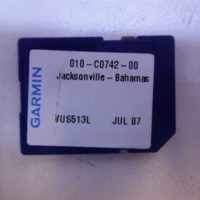 GARMIN
010-C0742-00
Jacksonville - Bahamas
VUS513L JUL 07